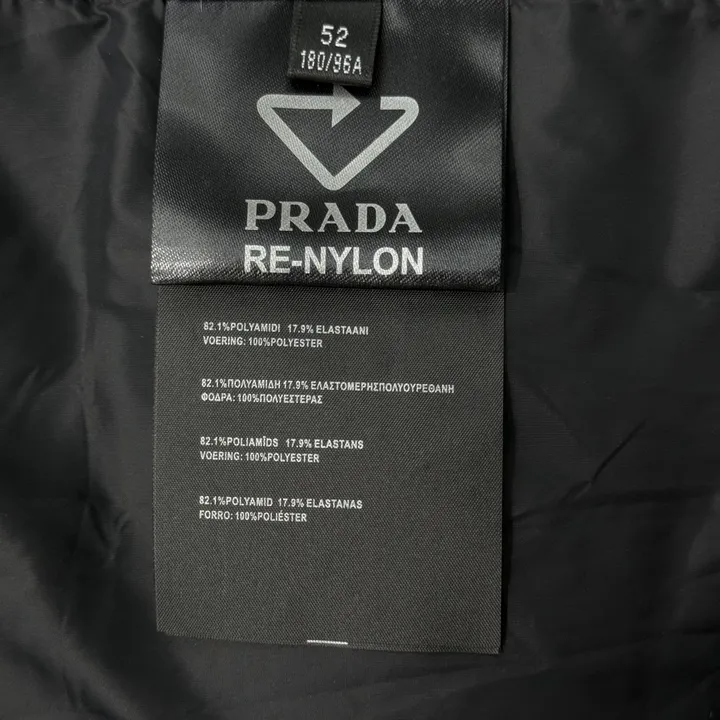 52
180/96A
PRADA
RE-NYLON
82.1%POLYAMIDI 17.9% ELASTAANI
VOERING: 100%POLYESTER
82.1%ΠΟΛΥΑΜΙΔΗ 17.9% ΕΛΑΣΤΟΜΕΡΗΣΠΟΛΥΟΥΡΕΘΑΝΗ
ΦΟΔΡΑ: 100%ΠΟΛΥΕΣΤΕΡΑΣ
82.1%POLIAMĪDS 17.9% ELASTANS
VOERING: 100%POLYESTER
82.1%POLYAMID 17.9% ELASTANAS
FORRO: 100%POLIÉSTER